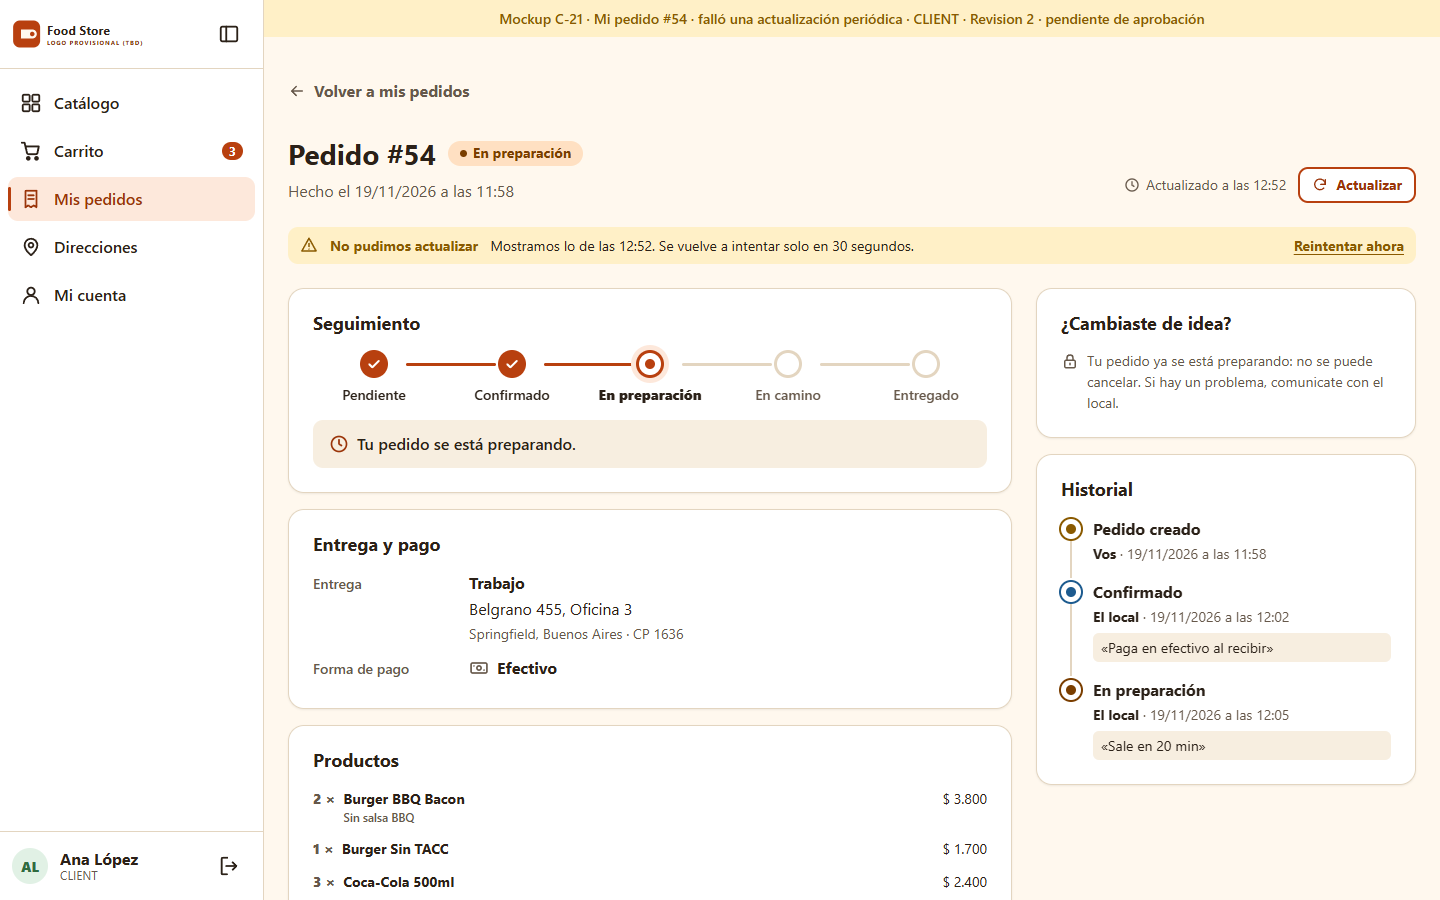 Mockup C-21 · Mi pedido #54 · falló una actualización periódica · CLIENT · Revision 2 · pendiente de aprobación
Food Store
LOGO PROVISIONAL (TBD)
Catálogo
Carrito
3
Mis pedidos
Direcciones
Mi cuenta
AL
Ana López
CLIENT
Volver a mis pedidos
Pedido #54
En preparación
Hecho el 19/11/2026 a las 11:58
Actualizado a las 12:52
Actualizar
No pudimos actualizar Mostramos lo de las 12:52. Se vuelve a intentar solo en 30 segundos.
Reintentar ahora
Seguimiento
Pendiente
Confirmado
En preparación
En camino
Entregado
Tu pedido se está preparando.
Entrega y pago
Entrega
Trabajo
Belgrano 455, Oficina 3
Springfield, Buenos Aires · CP 1636
Forma de pago
Efectivo
Productos
2 × Burger BBQ Bacon
$ 3.800
Sin salsa BBQ
1 × Burger Sin TACC
$ 1.700
3 × Coca-Cola 500ml
$ 2.400
¿Cambiaste de idea?
Tu pedido ya se está preparando: no se puede
cancelar. Si hay un problema, comunicate con el
local.
Historial
Pedido creado
Vos · 19/11/2026 a las 11:58
Confirmado
El local · 19/11/2026 a las 12:02
«Paga en efectivo al recibir»
En preparación
El local · 19/11/2026 a las 12:05
«Sale en 20 min»